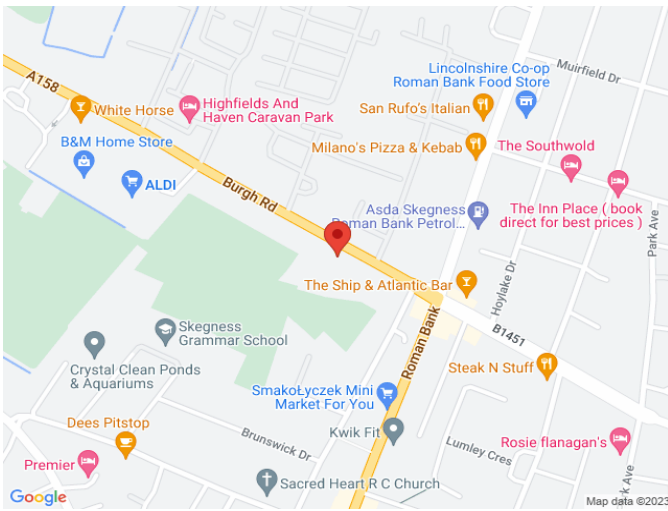 A158
White Horse
Highfields And
Haven Caravan Park
B&M Home Store
ALDI
Burgh Rd
Lincolnshire Co-op
Roman Bank Food Store
Muirfield Dr
San Rufo's Italian
Milano's Pizza & Kebab
The Southwold
Asda Skegness
Roman Bank Petrol...
The Inn Place ( book
direct for best prices )
Park Ave
The Ship & Atlantic Bar
Hoylake Dr
B1451
Roman Bank
Skegness
Grammar School
Crystal Clean Ponds
& Aquariums
Steak N Stuff
SmakoŁyczek Mini
Market For You
Dees Pitstop
Kwik Fit
Brunswick Dr
Lumley Cres
Rosie flanagan's
Premier
Sacred Heart R C Church
Park Ave
Google
Map data ©2023